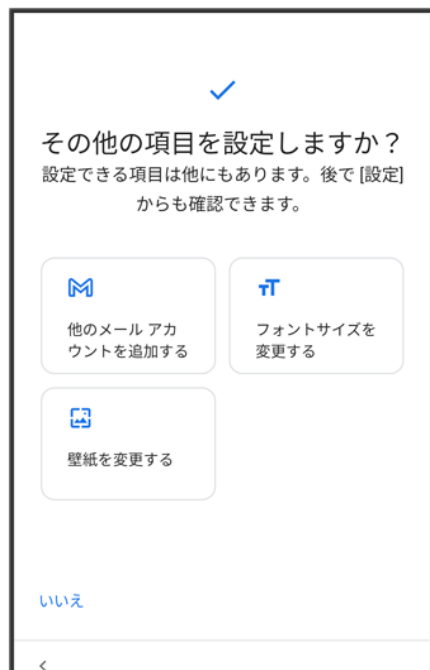 その他の項目を設定しますか？
設定できる項目は他にもあります。後で [設定]
からも確認できます。
他のメール アカ
ウントを追加する
フォントサイズを
変更する
壁紙を変更する
いいえ